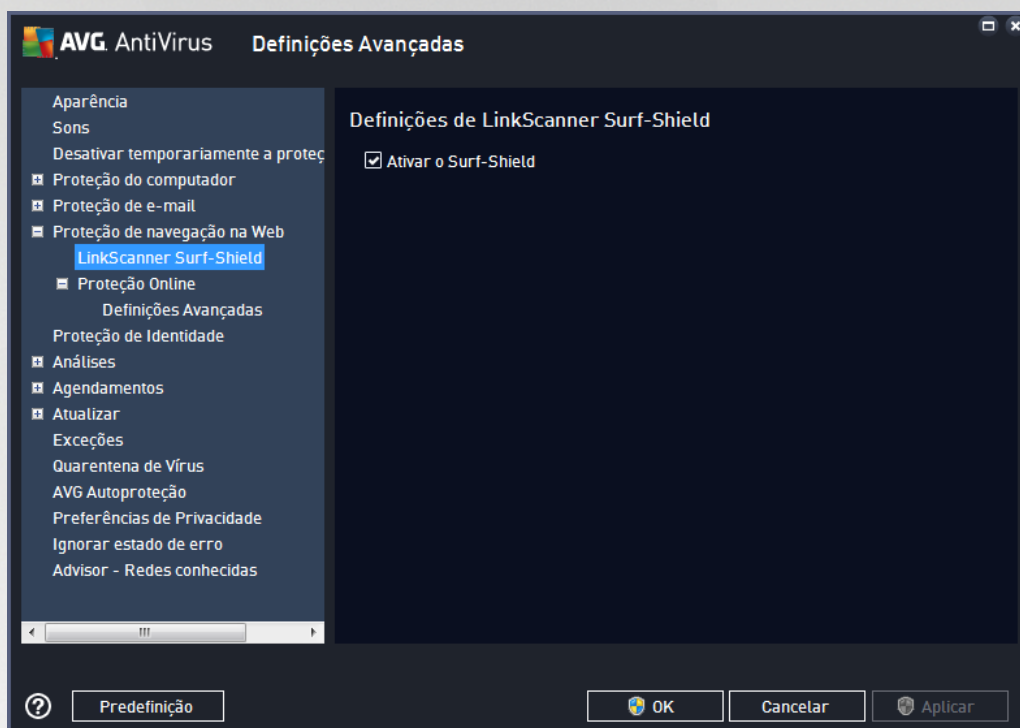 AVG. AntiVirus Definições Avançadas
Aparência
Sons
Desativar temporariamente a proteç
Proteção do computador
Proteção de e-mail
Proteção de navegação na Web
LinkScanner Surf-Shield
Proteção Online
Definições Avançadas
Proteção de Identidade
Análises
Agendamentos
Atualizar
Exceções
Quarentena de Vírus
AVG Autoproteção
Preferências de Privacidade
Ignorar estado de erro
Advisor - Redes conhecidas
Definições de LinkScanner Surf-Shield
Ativar o Surf-Shield
Predefinição
OK
Cancelar
Aplicar